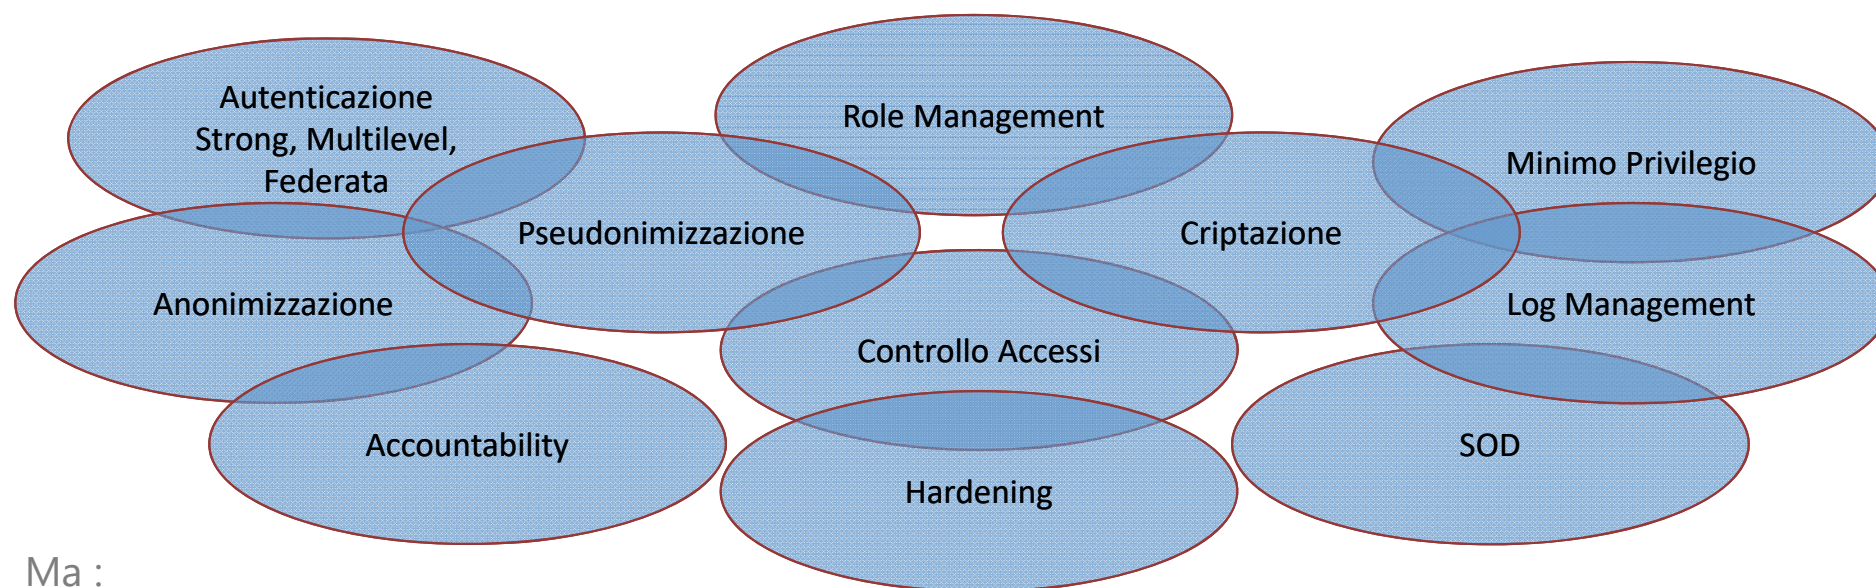 Autenticazione
Strong, Multilevel,
Federata
Role Management
Minimo Privilegio
Pseudonimizzazione
Criptazione
Anonimizzazione
Log Management
Controllo Accessi
Accountability
SOD
Hardening
Ma :